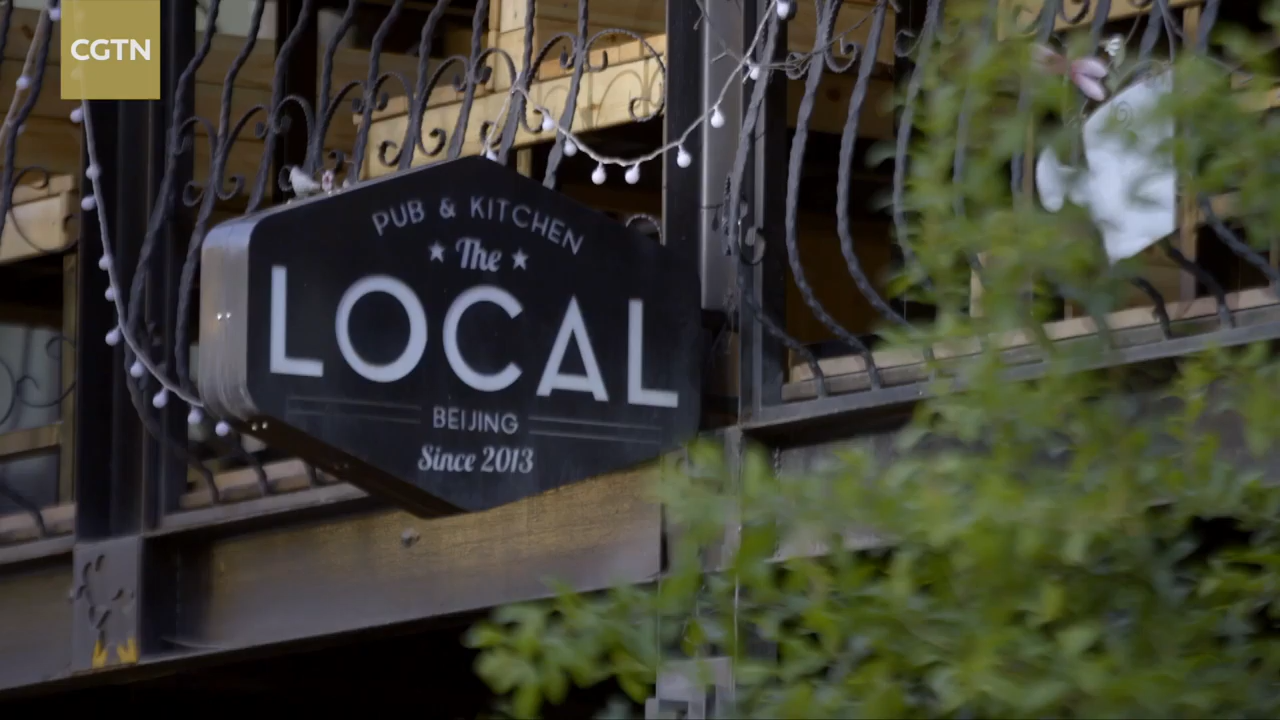 CGTN
PUB & KITCHEN
The
LOCAL
BEIJING
Since 2013